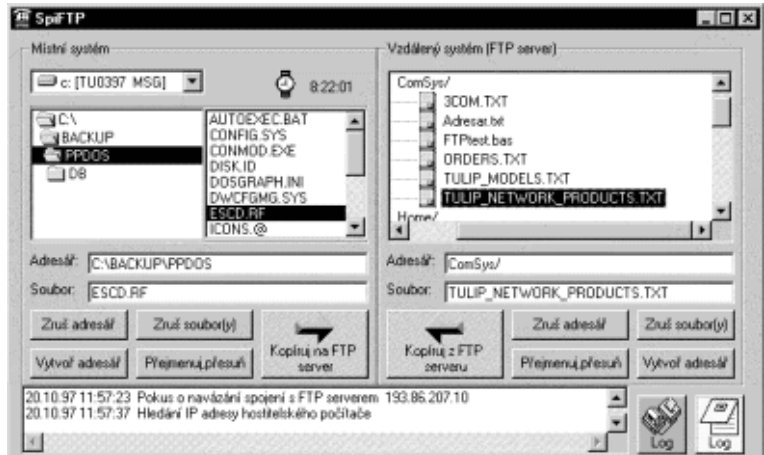 SpiFTP
Místní systém
c: [TU0397 MSG]
8:22:01
C:\
BACKUP
PPDOS
DB
AUTOEXEC.BAT
CONFIG.SYS
CONMOD.EXE
DISK.ID
DOSGRAPH.INI
DWCFGMG.SYS
ESCD.RF
ICONS.@
Adresář: C:\BACKUP\PPDOS
Soubor: ESCD.RF
Zruš adresář
Zruš soubor(y)
Vytvoř adresář
Přejmenuj,přesuň
Kopíruj na FTP
server
Vzdálený systém (FTP server)
ComSys/
3COM.TXT
Adresar.txt
FTPtest.bas
ORDERS.TXT
TULIP_MODELS.TXT
TULIP_NETWORK_PRODUCTS.TXT
Home/
Adresář: ComSys/
Soubor: TULIP_NETWORK_PRODUCTS.TXT
Kopíruj z FTP
serveru
Zruš adresář
Zruš soubor(y)
Přejmenuj,přesuň
Vytvoř adresář
20.10.97 11:57:23 Pokus o navázání spojení s FTP serverem 193.86.207.10
20.10.97 11:57:37 Hledání IP adresy hostitelského počítače
Log
Log